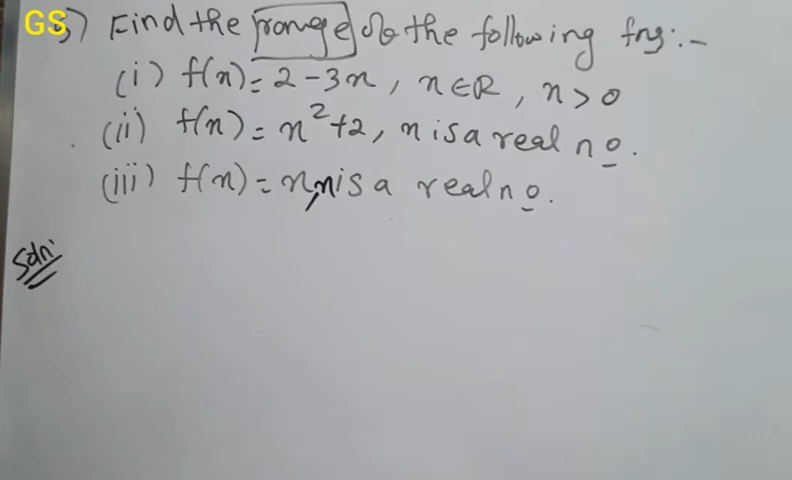 GS
5) Find the range of the following fns:-
(i) f(x) = 2 - 3x, x ∈ R, x > 0
(ii) f(x) = x² + 2, x is a real no.
(iii) f(x) = x, x is a real no.
Soln: